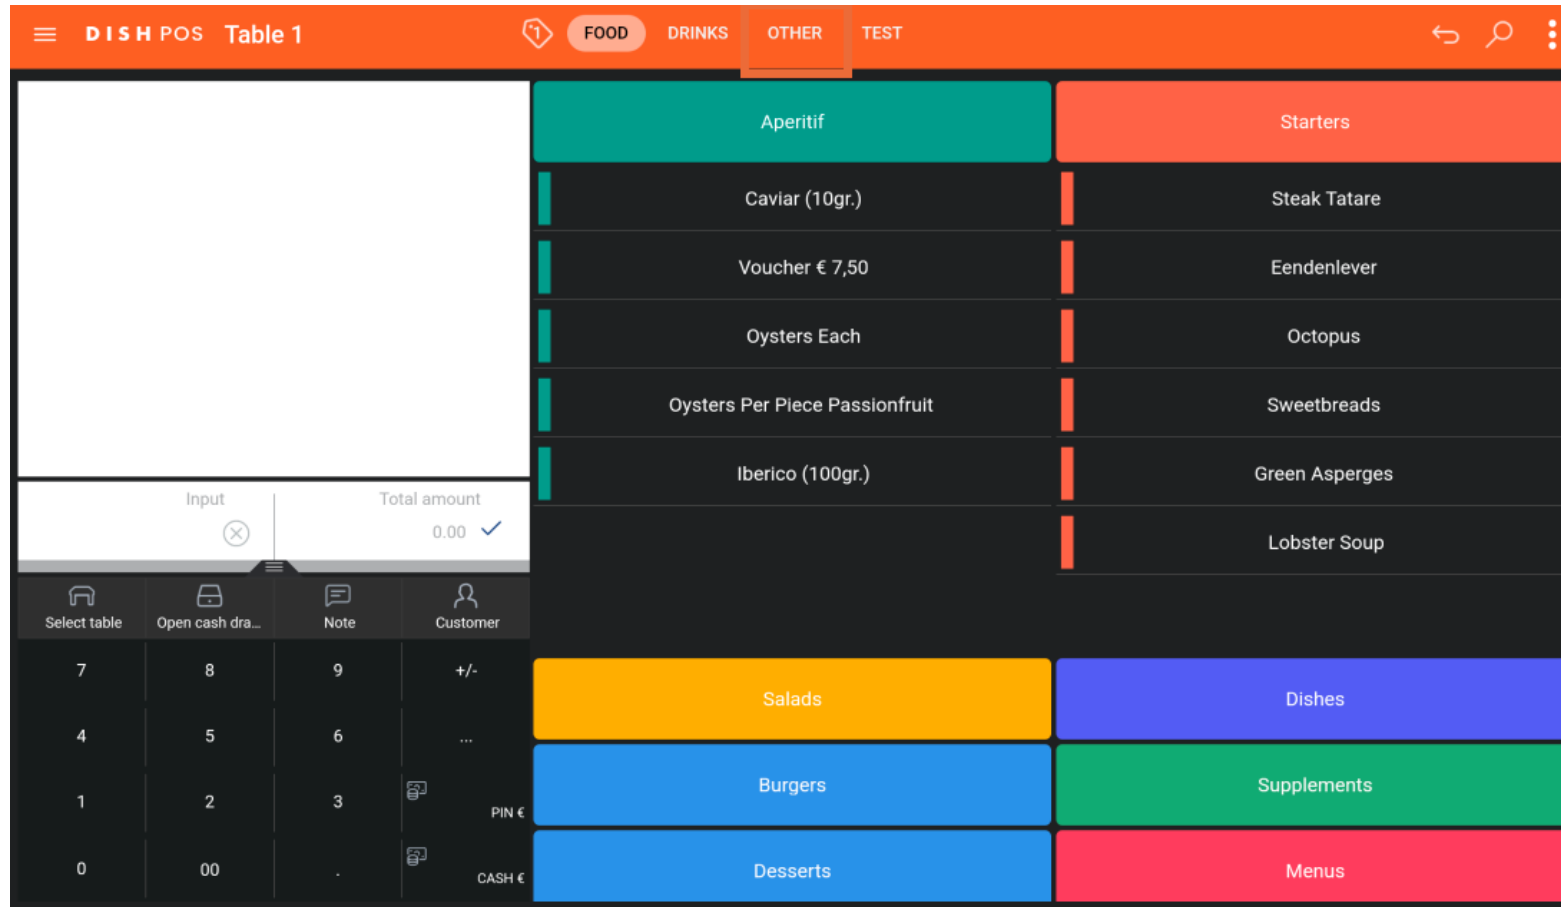 DISH POS Table 1
1 FOOD DRINKS OTHER TEST
Aperitif
Caviar (10gr.)
Voucher € 7,50
Oysters Each
Oysters Per Piece Passionfruit
Iberico (100gr.)
Starters
Steak Tatare
Eendenlever
Octopus
Sweetbreads
Green Asperges
Lobster Soup
Input
Total amount
0.00
Select table
Open cash dra...
Note
Customer
7 8 9 +/-
4 5 6 ...
1 2 3 PIN €
0 00 . CASH €
Salads
Dishes
Burgers
Supplements
Desserts
Menus